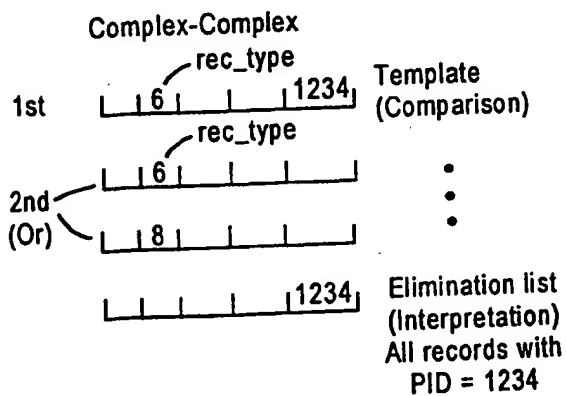 Complex-Complex
rec_type
1st 6 1234 Template
(Comparison)
rec_type
6
2nd
(Or)
8
1234 Elimination list
(Interpretation)
All records with
PID = 1234